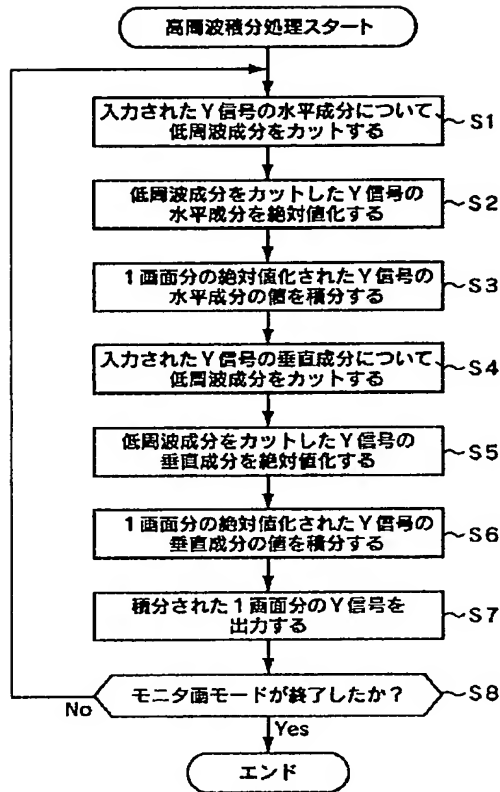 高周波積分処理スタート
入力されたY信号の水平成分について、
低周波成分をカットする
S1
低周波成分をカットしたY信号の
水平成分を絶対値化する
S2
1画面分の絶対値化されたY信号の
水平成分の値を積分する
S3
入力されたY信号の垂直成分について、
低周波成分をカットする
S4
低周波成分をカットしたY信号の
垂直成分を絶対値化する
S5
1画面分の絶対値化されたY信号の
垂直成分の値を積分する
S6
積分された1画面分のY信号を
出力する
S7
モニタ画モードが終了したか?
S8
No
Yes
エンド